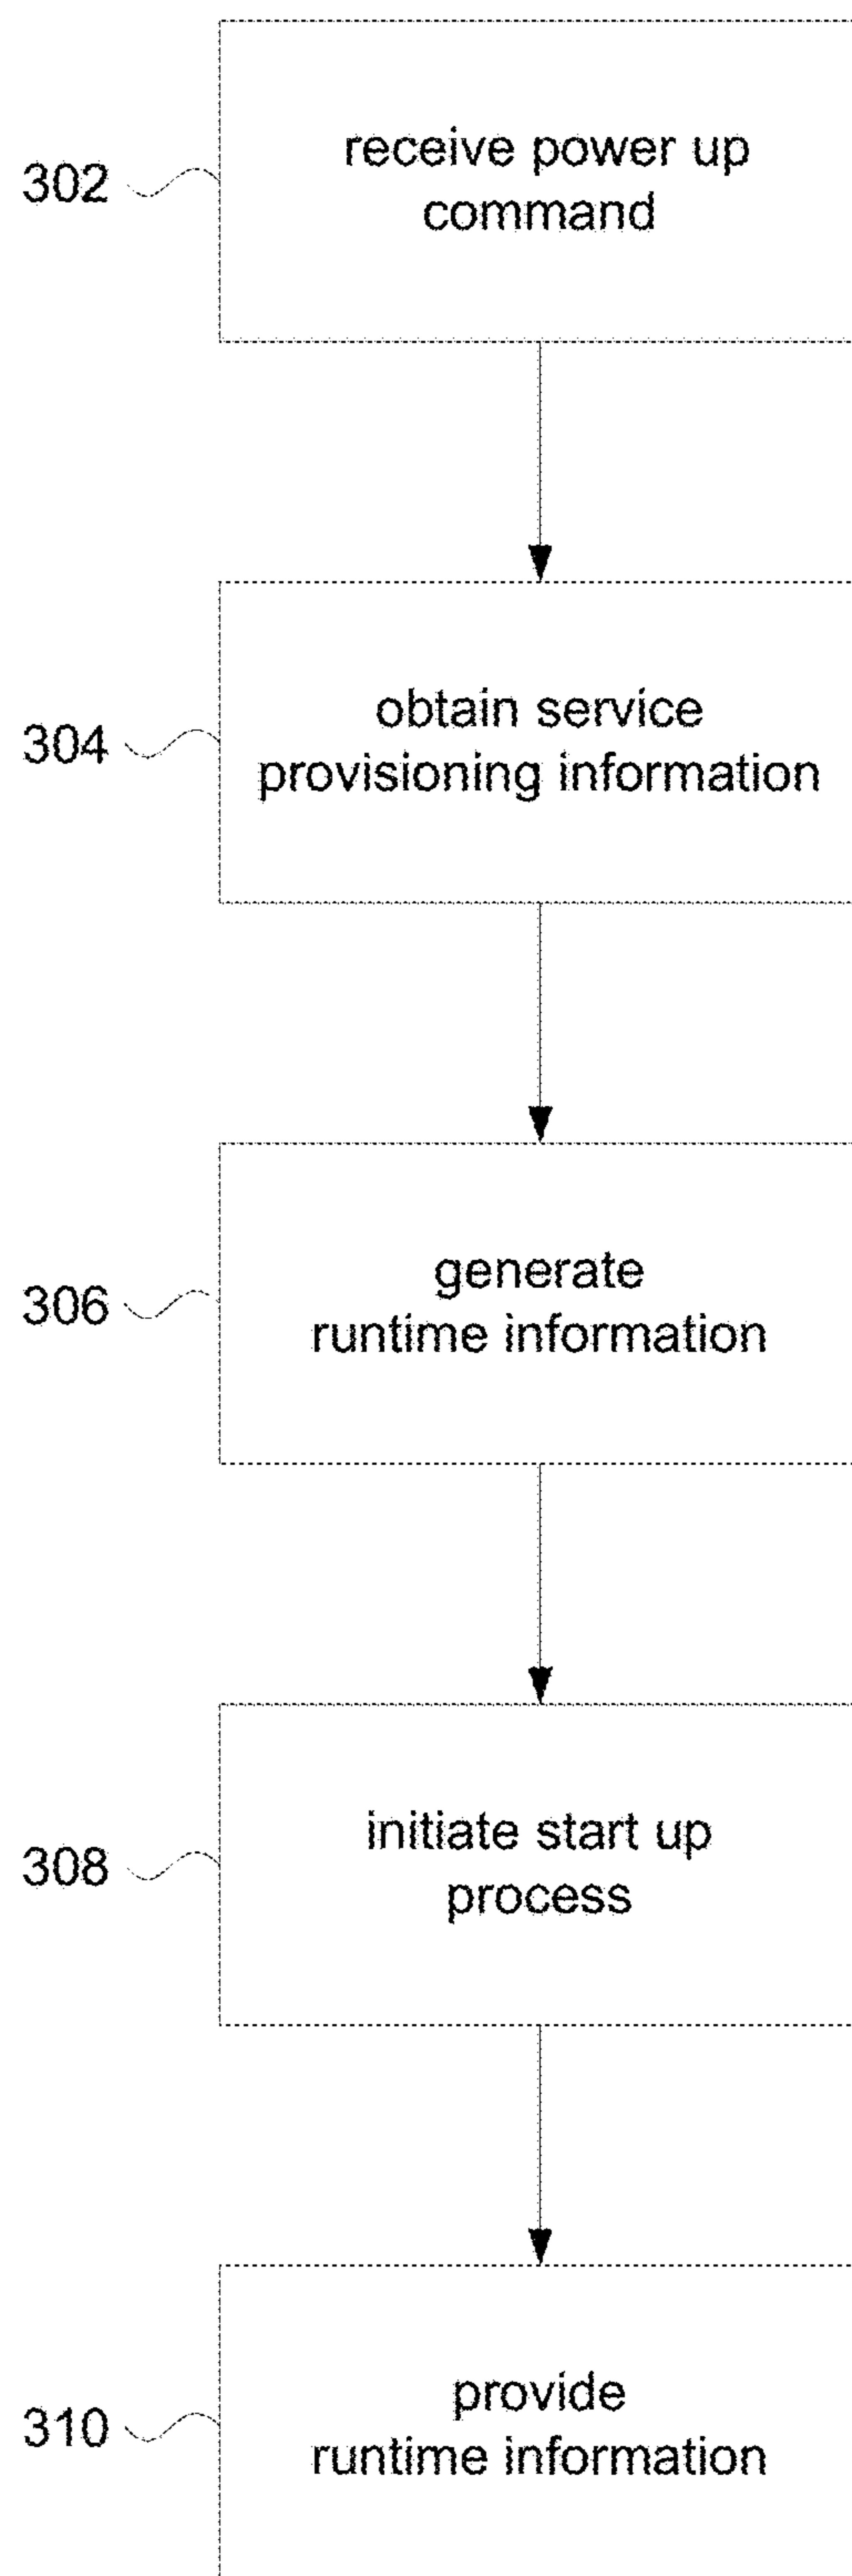 302
receive power up
command
304
obtain service
provisioning information
306
generate
runtime information
308
initiate start up
process
310
provide
runtime information